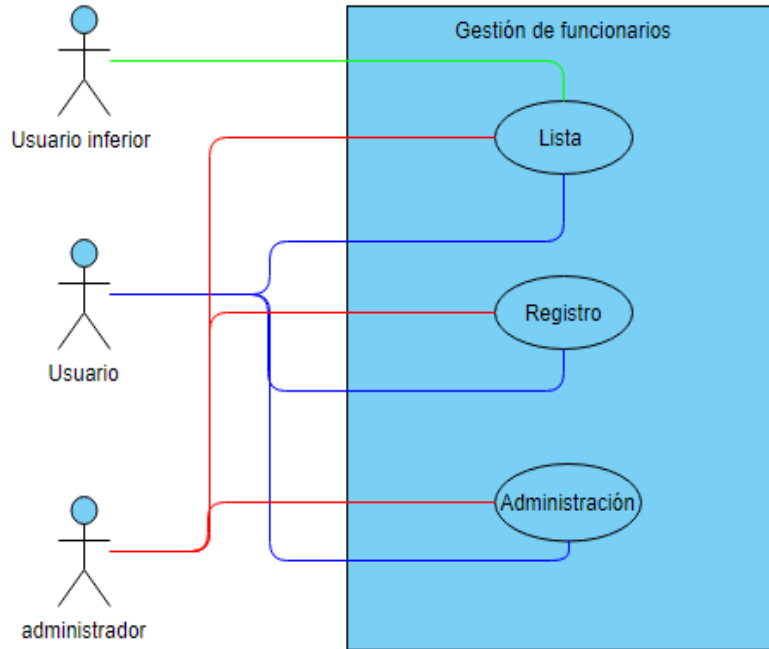 Gestión de funcionarios
Usuario inferior
Lista
Usuario
Registro
Administración
administrador